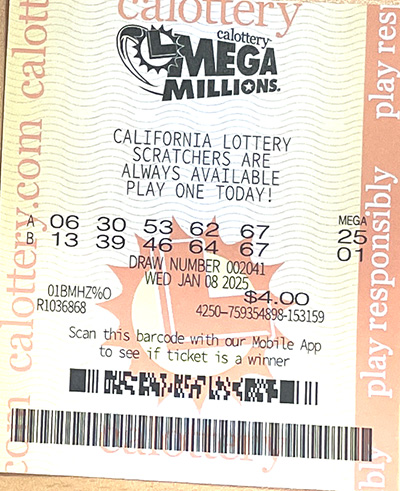 calottery
calottery
MEGA
MILLIONS.
CALIFORNIA LOTTERY
SCRATCHERS ARE
ALWAYS AVAILABLE
PLAY ONE TODAY!
MEGA
A 06 30 53 62 67 25
B 13 39 46 64 67 01
DRAW NUMBER 002041
WED JAN 08 2025
01BMHZ%O $4.00
R1036868 4250-759354898-153159
Scan this barcode with our Mobile App
to see if ticket is a winner
calottery
calottery.com calott
play responsibly play res